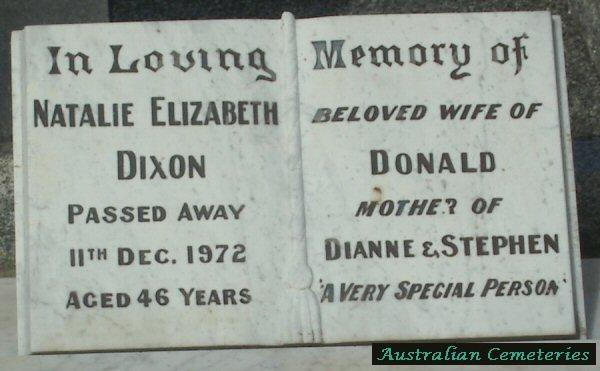 In Loving
NATALIE ELIZABETH
DIXON
PASSED AWAY
11TH DEC. 1972
AGED 46 YEARS
Memory of
BELOVED WIFE OF
DONALD
MOTHER OF
DIANNE & STEPHEN
'A VERY SPECIAL PERSON'
Australian Cemeteries